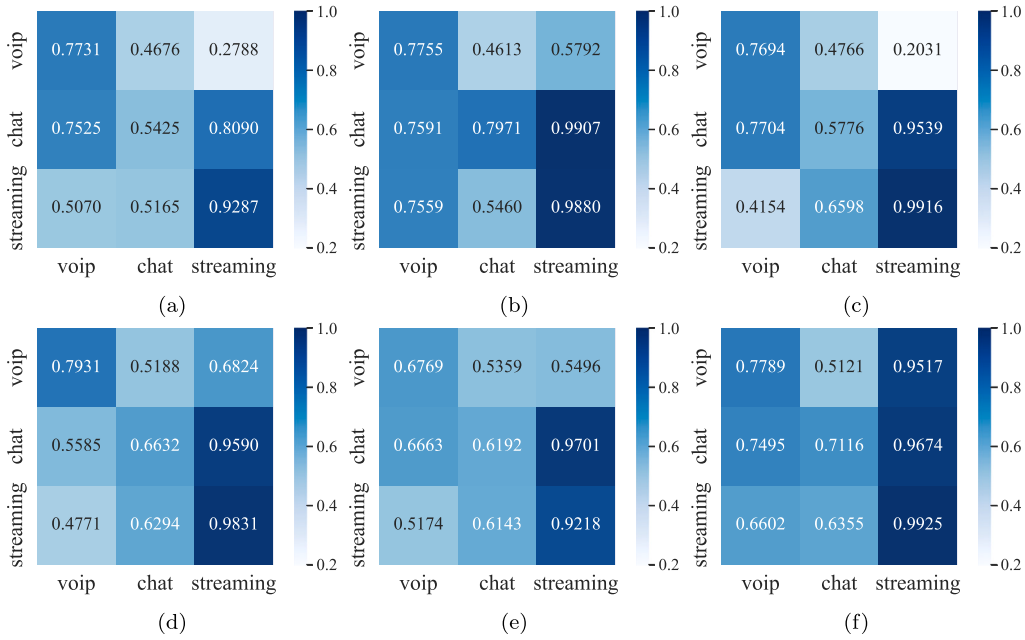 voip 0.7731 0.4676 0.2788
chat 0.7525 0.5425 0.8090
streaming 0.5070 0.5165 0.9287
voip chat streaming
1.0
0.8
0.6
0.4
0.2
(a)
voip 0.7755 0.4613 0.5792
chat 0.7591 0.7971 0.9907
streaming 0.7559 0.5460 0.9880
voip chat streaming
1.0
0.8
0.6
0.4
0.2
(b)
voip 0.7694 0.4766 0.2031
chat 0.7704 0.5776 0.9539
streaming 0.4154 0.6598 0.9916
voip chat streaming
1.0
0.8
0.6
0.4
0.2
(c)
voip 0.7931 0.5188 0.6824
chat 0.5585 0.6632 0.9590
streaming 0.4771 0.6294 0.9831
voip chat streaming
1.0
0.8
0.6
0.4
0.2
(d)
voip 0.6769 0.5359 0.5496
chat 0.6663 0.6192 0.9701
streaming 0.5174 0.6143 0.9218
voip chat streaming
1.0
0.8
0.6
0.4
0.2
(e)
voip 0.7789 0.5121 0.9517
chat 0.7495 0.7116 0.9674
streaming 0.6602 0.6355 0.9925
voip chat streaming
1.0
0.8
0.6
0.4
0.2
(f)